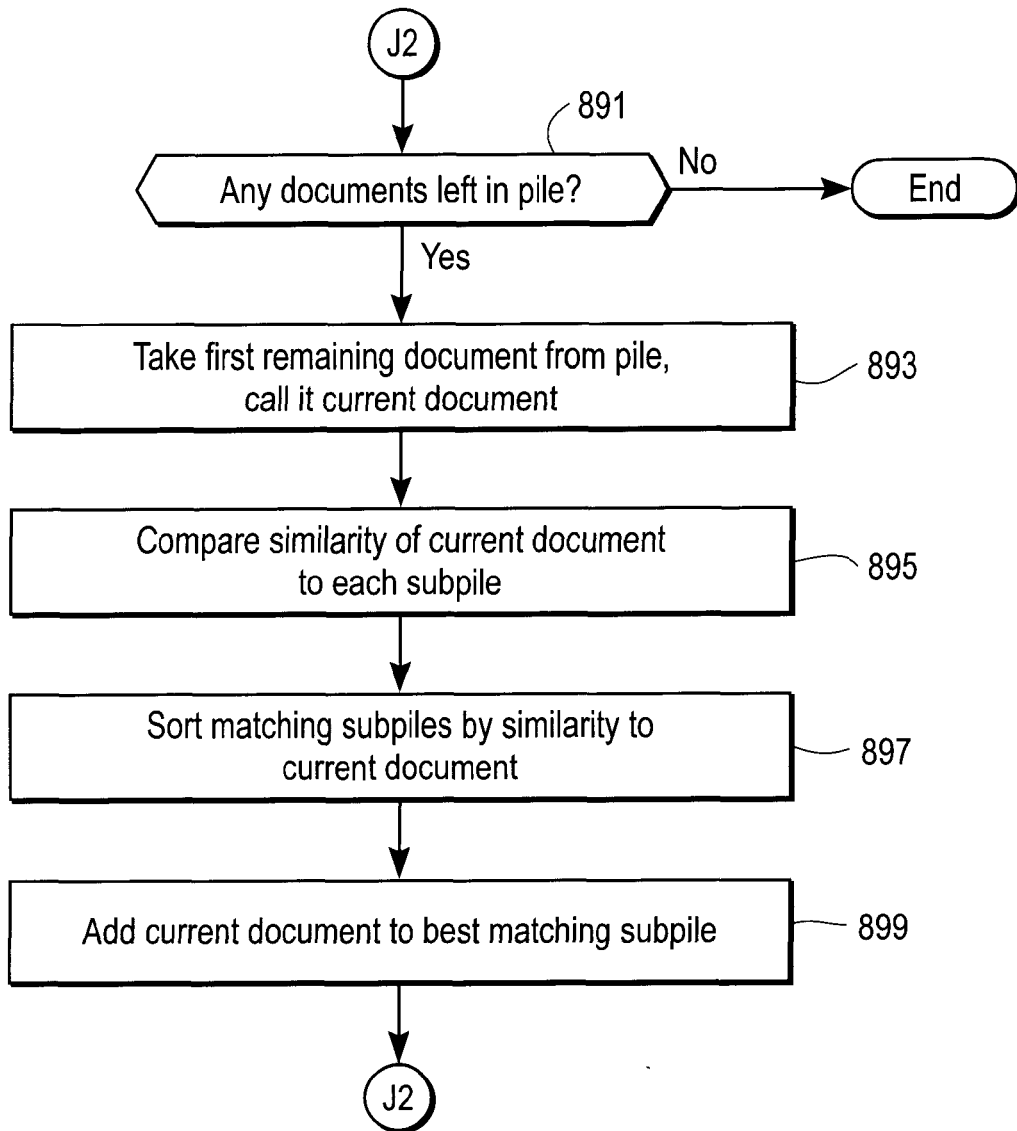 J2
891
Any documents left in pile?
No
End
Yes
Take first remaining document from pile,
call it current document
893
Compare similarity of current document
to each subpile
895
Sort matching subpiles by similarity to
current document
897
Add current document to best matching subpile
899
J2